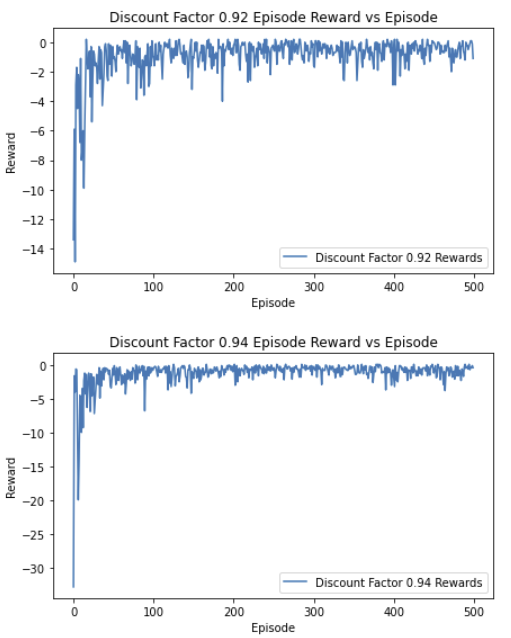 Discount Factor 0.92 Episode Reward vs Episode
0
−2
−4
−6
−8
−10
−12
−14
Reward
Discount Factor 0.92 Rewards
0 100 200 300 400 500
Episode
Discount Factor 0.94 Episode Reward vs Episode
0
−5
−10
−15
−20
−25
−30
Reward
Discount Factor 0.94 Rewards
0 100 200 300 400 500
Episode